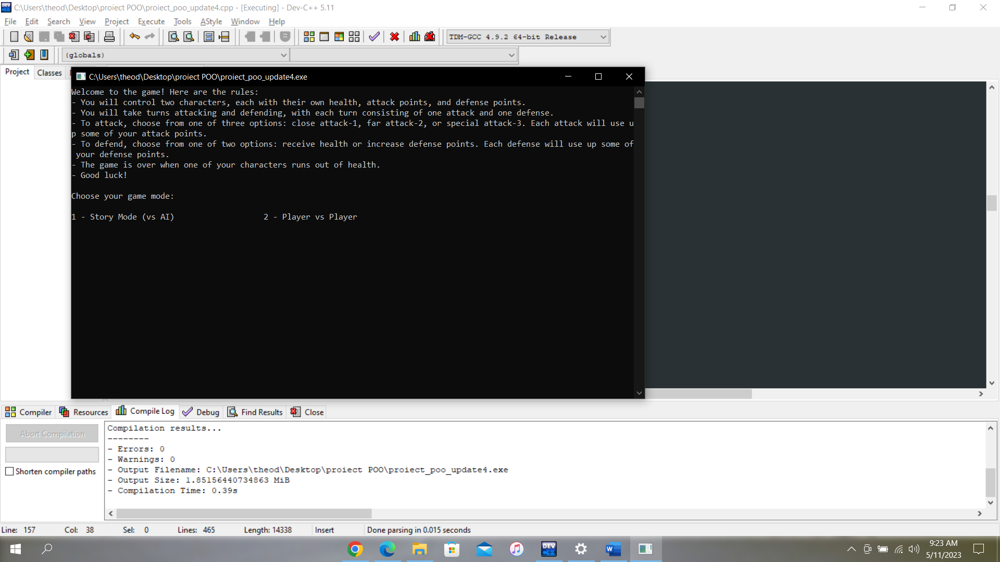 C:\Users\theod\Desktop\proiect POO\proiect_poo_update4.cpp - [Executing] - Dev-C++ 5.11
File Edit Search View Project Execute Tools AStyle Window Help
TDM-GCC 4.9.2 64-bit Release
(globals)
Project Classes
C:\Users\theod\Desktop\proiect POO\proiect_poo_update4.exe
Welcome to the game! Here are the rules:
- You will control two characters, each with their own health, attack points, and defense points.
- You will take turns attacking and defending, with each turn consisting of one attack and one defense.
- To attack, choose from one of three options: close attack-1, far attack-2, or special attack-3. Each attack will use u
p some of your attack points.
- To defend, choose from one of two options: receive health or increase defense points. Each defense will use up some of
your defense points.
- The game is over when one of your characters runs out of health.
- Good luck!
Choose your game mode:
1 - Story Mode (vs AI) 2 - Player vs Player
Compiler Resources Compile Log Debug Find Results Close
Abort Compilation
Shorten compiler paths
Compilation results...
--------
- Errors: 0
- Warnings: 0
- Output Filename: C:\Users\theod\Desktop\proiect POO\proiect_poo_update4.exe
- Output Size: 1.85156440734863 MiB
- Compilation Time: 0.39s
Line: 157 Col: 38 Sel: 0 Lines: 465 Length: 14338 Insert Done parsing in 0.015 seconds
DEV C++
W
9:23 AM
5/11/2023